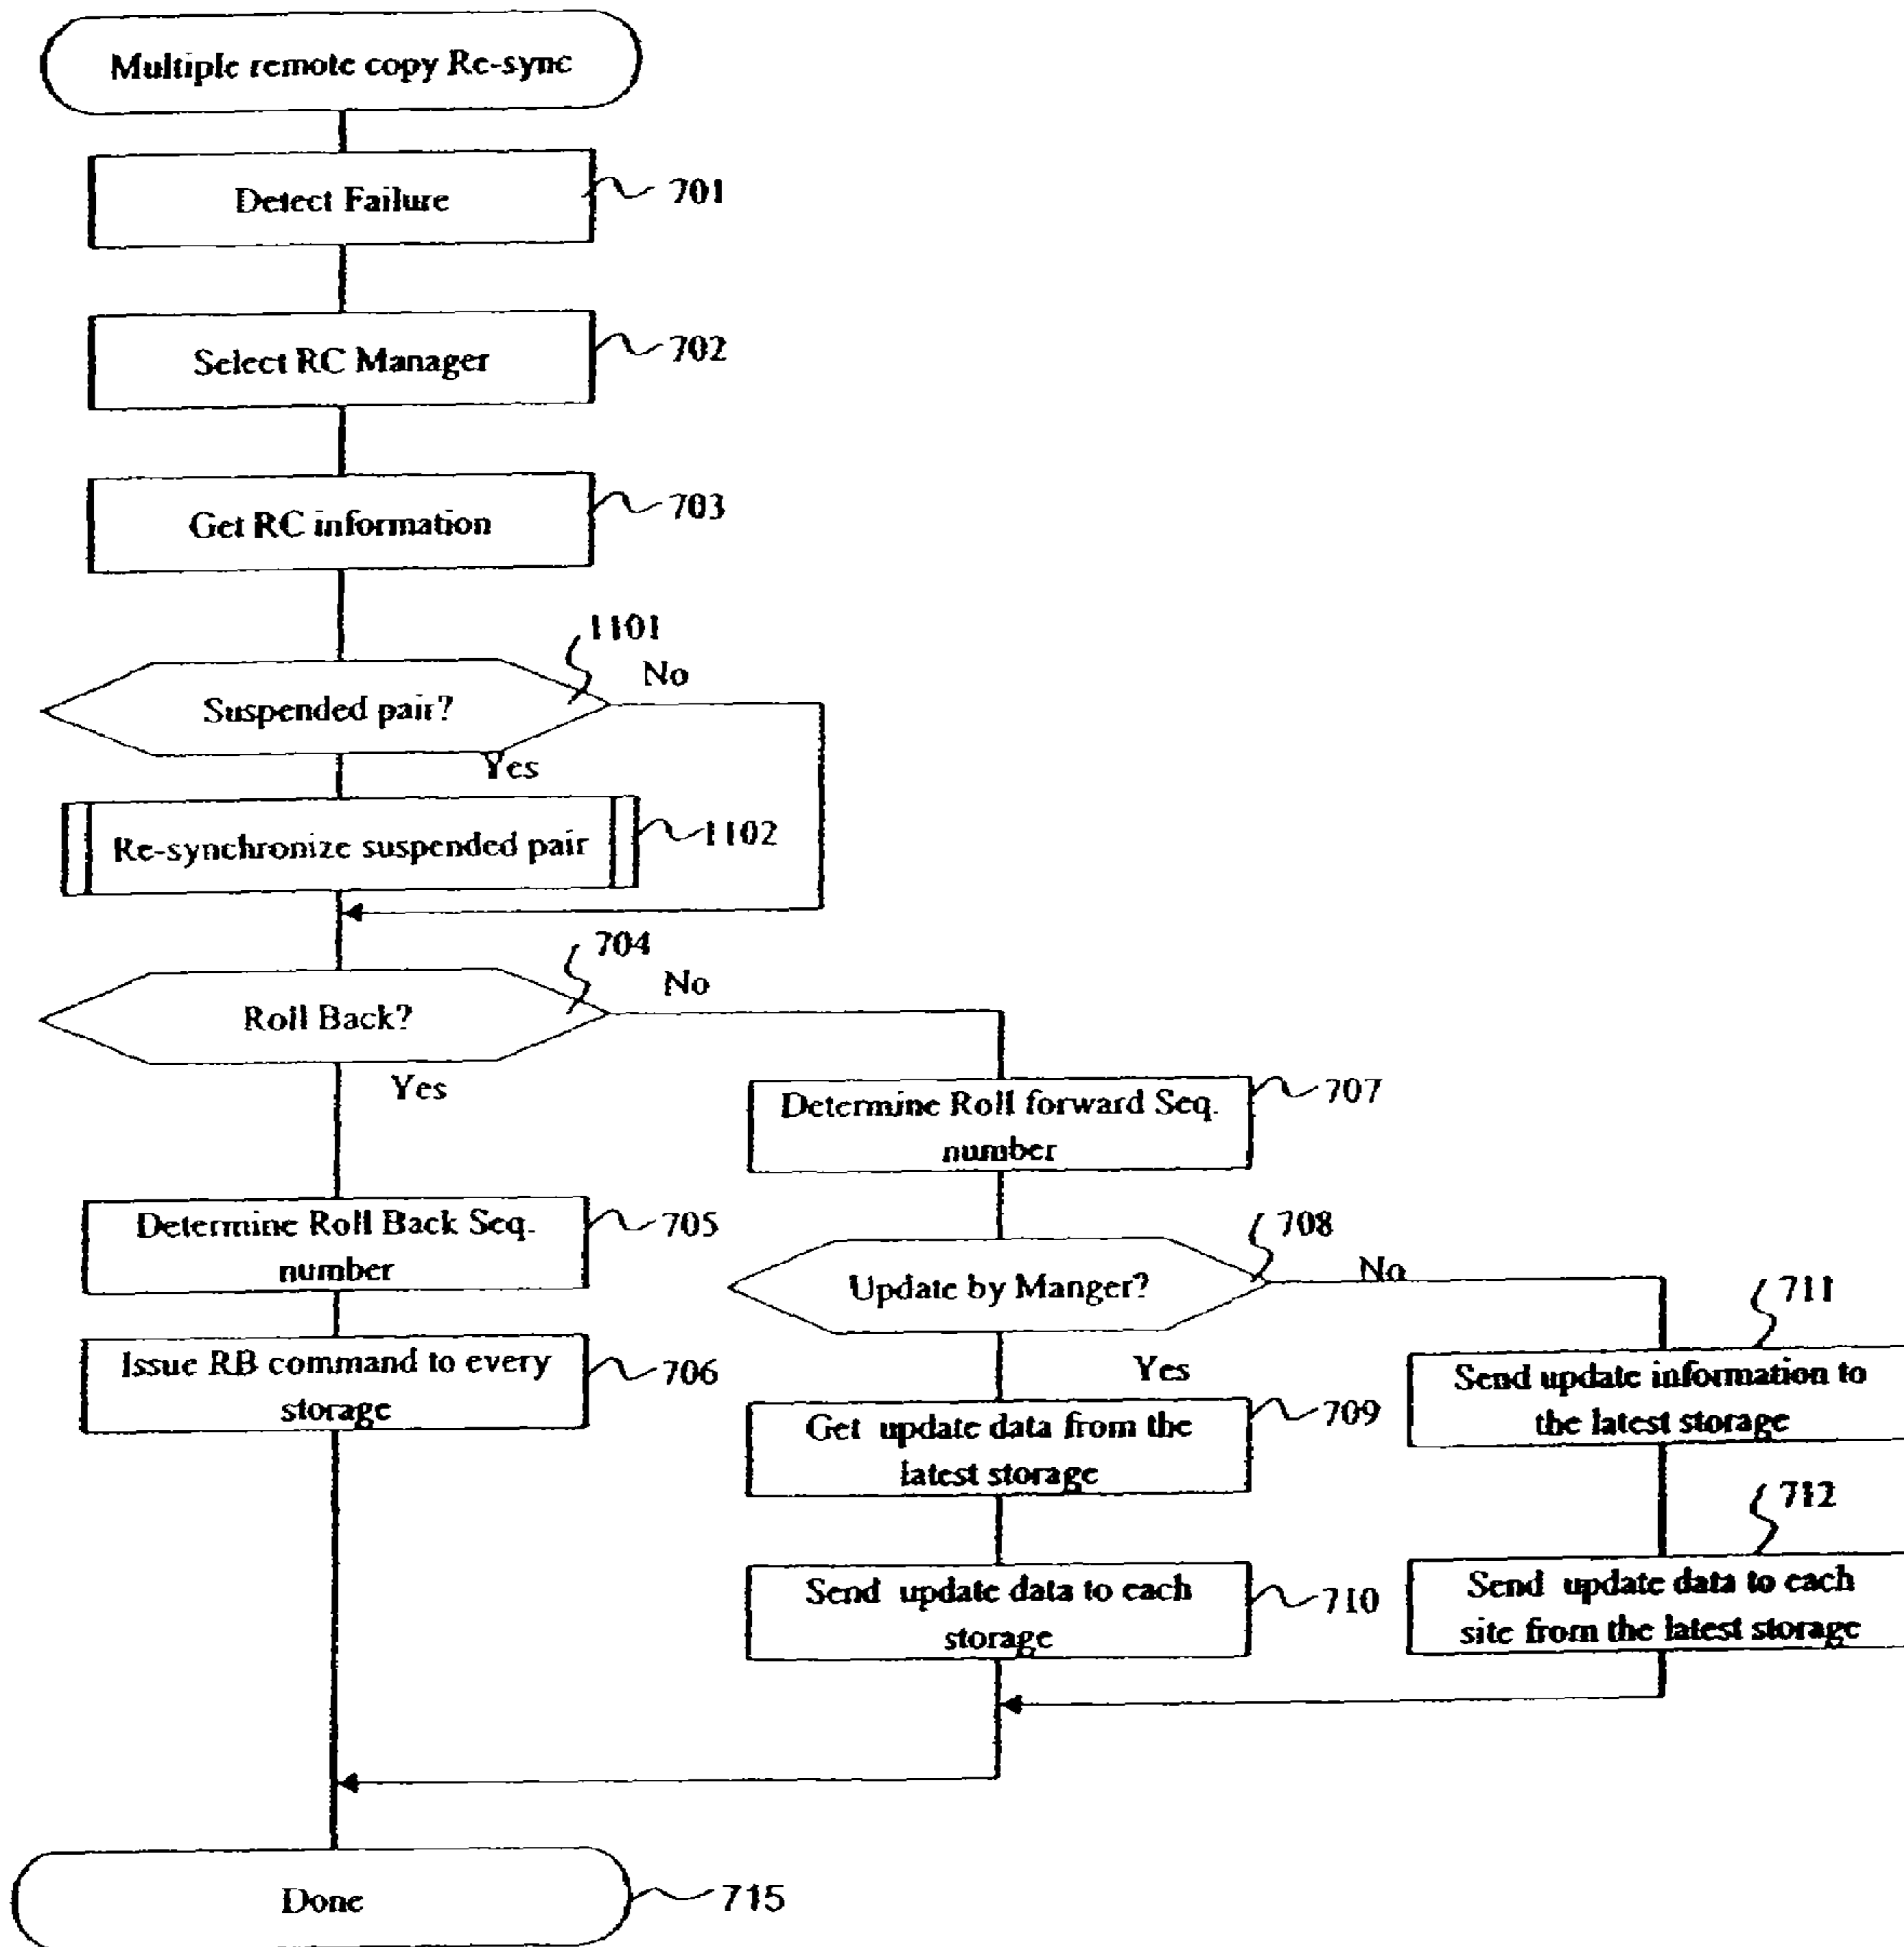 Multiple remote copy Re-sync
Detect Failure
701
Select RC Manager
702
Get RC information
703
1101
Suspended pair?
No
Yes
Re-synchronize suspended pair
1102
704
Roll Back?
No
Yes
Determine Roll forward Seq.
number
707
Determine Roll Back Seq.
number
705
708
Update by Manger?
No
Yes
711
Issue RB command to every
storage
706
Send update information to
the latest storage
Get update data from the
latest storage
709
712
Send update data to each
storage
710
Send update data to each
site from the latest storage
Done
715